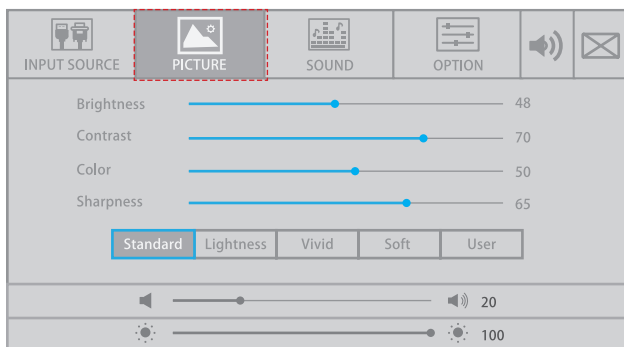 INPUT SOURCE PICTURE SOUND OPTION
Brightness 48
Contrast 70
Color 50
Sharpness 65
Standard Lightness Vivid Soft User
20
100